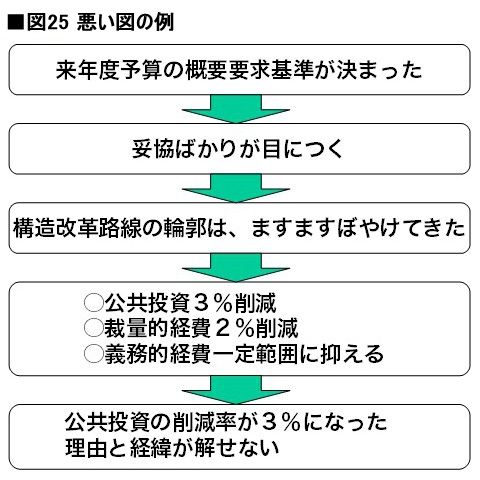 ■図25 悪い図の例
来年度予算の概要要求基準が決まった
妥協ばかりが目につく
構造改革路線の輪郭は、ますますぼやけてきた
○公共投資３％削減
○裁量的経費２％削減
○義務的経費一定範囲に抑える
公共投資の削減率が３％になった
理由と経緯が解せない